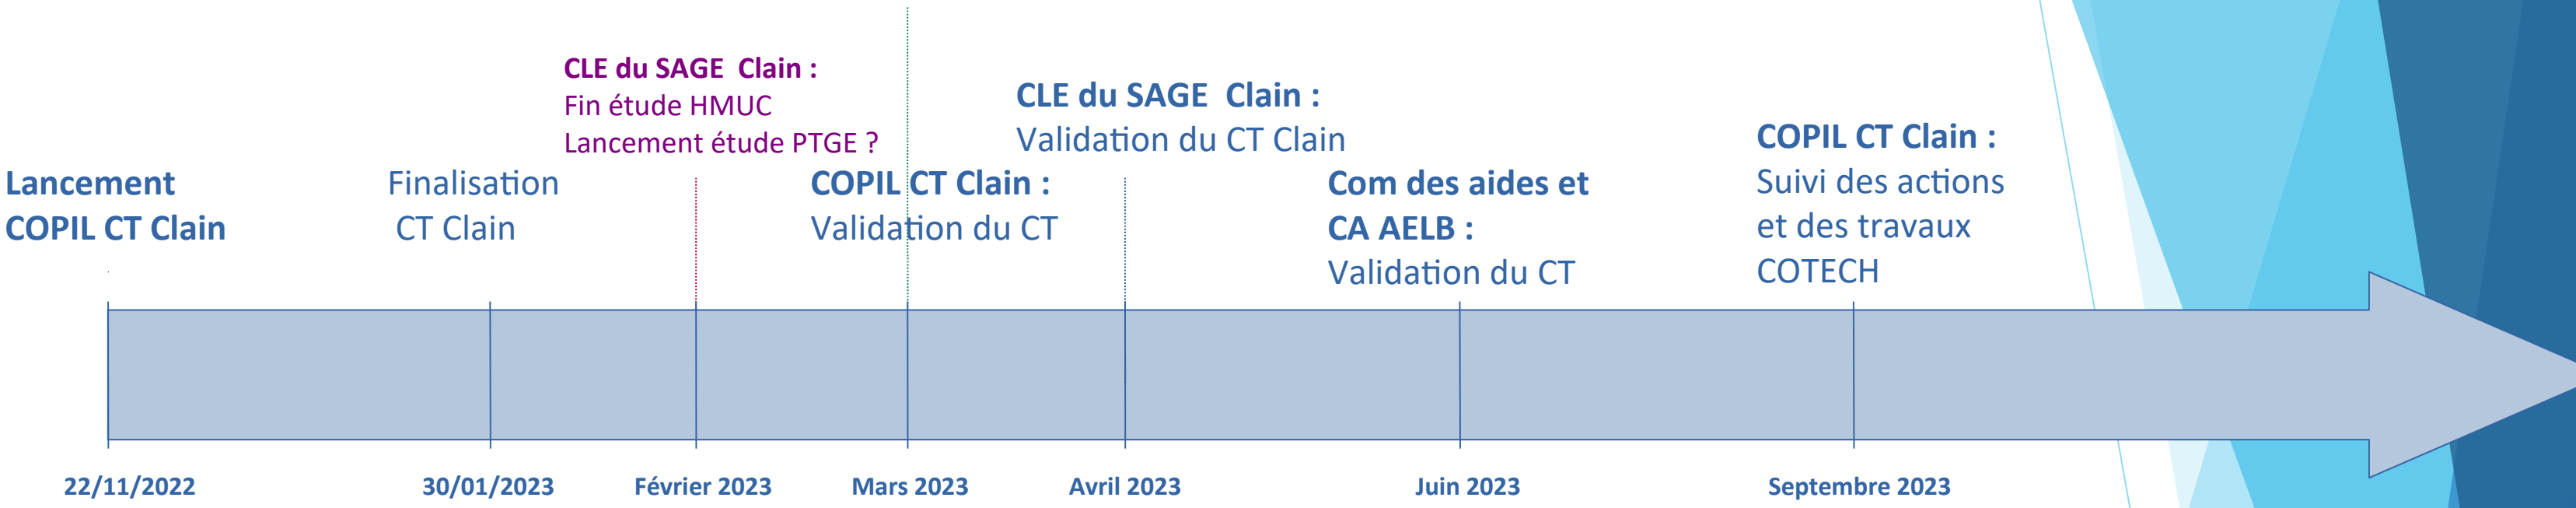 CLE du SAGE  Clain :
Fin étude HMUC
Lancement étude PTGE ?
CLE du SAGE  Clain :
Validation du CT Clain
COPIL CT Clain :
Suivi des actions
et des travaux
COTECH
Lancement
COPIL CT Clain
Finalisation
CT Clain
COPIL CT Clain :
Validation du CT
Com des aides et
CA AELB :
Validation du CT
22/11/2022
30/01/2023
Février 2023
Mars 2023
Avril 2023
Juin 2023
Septembre 2023